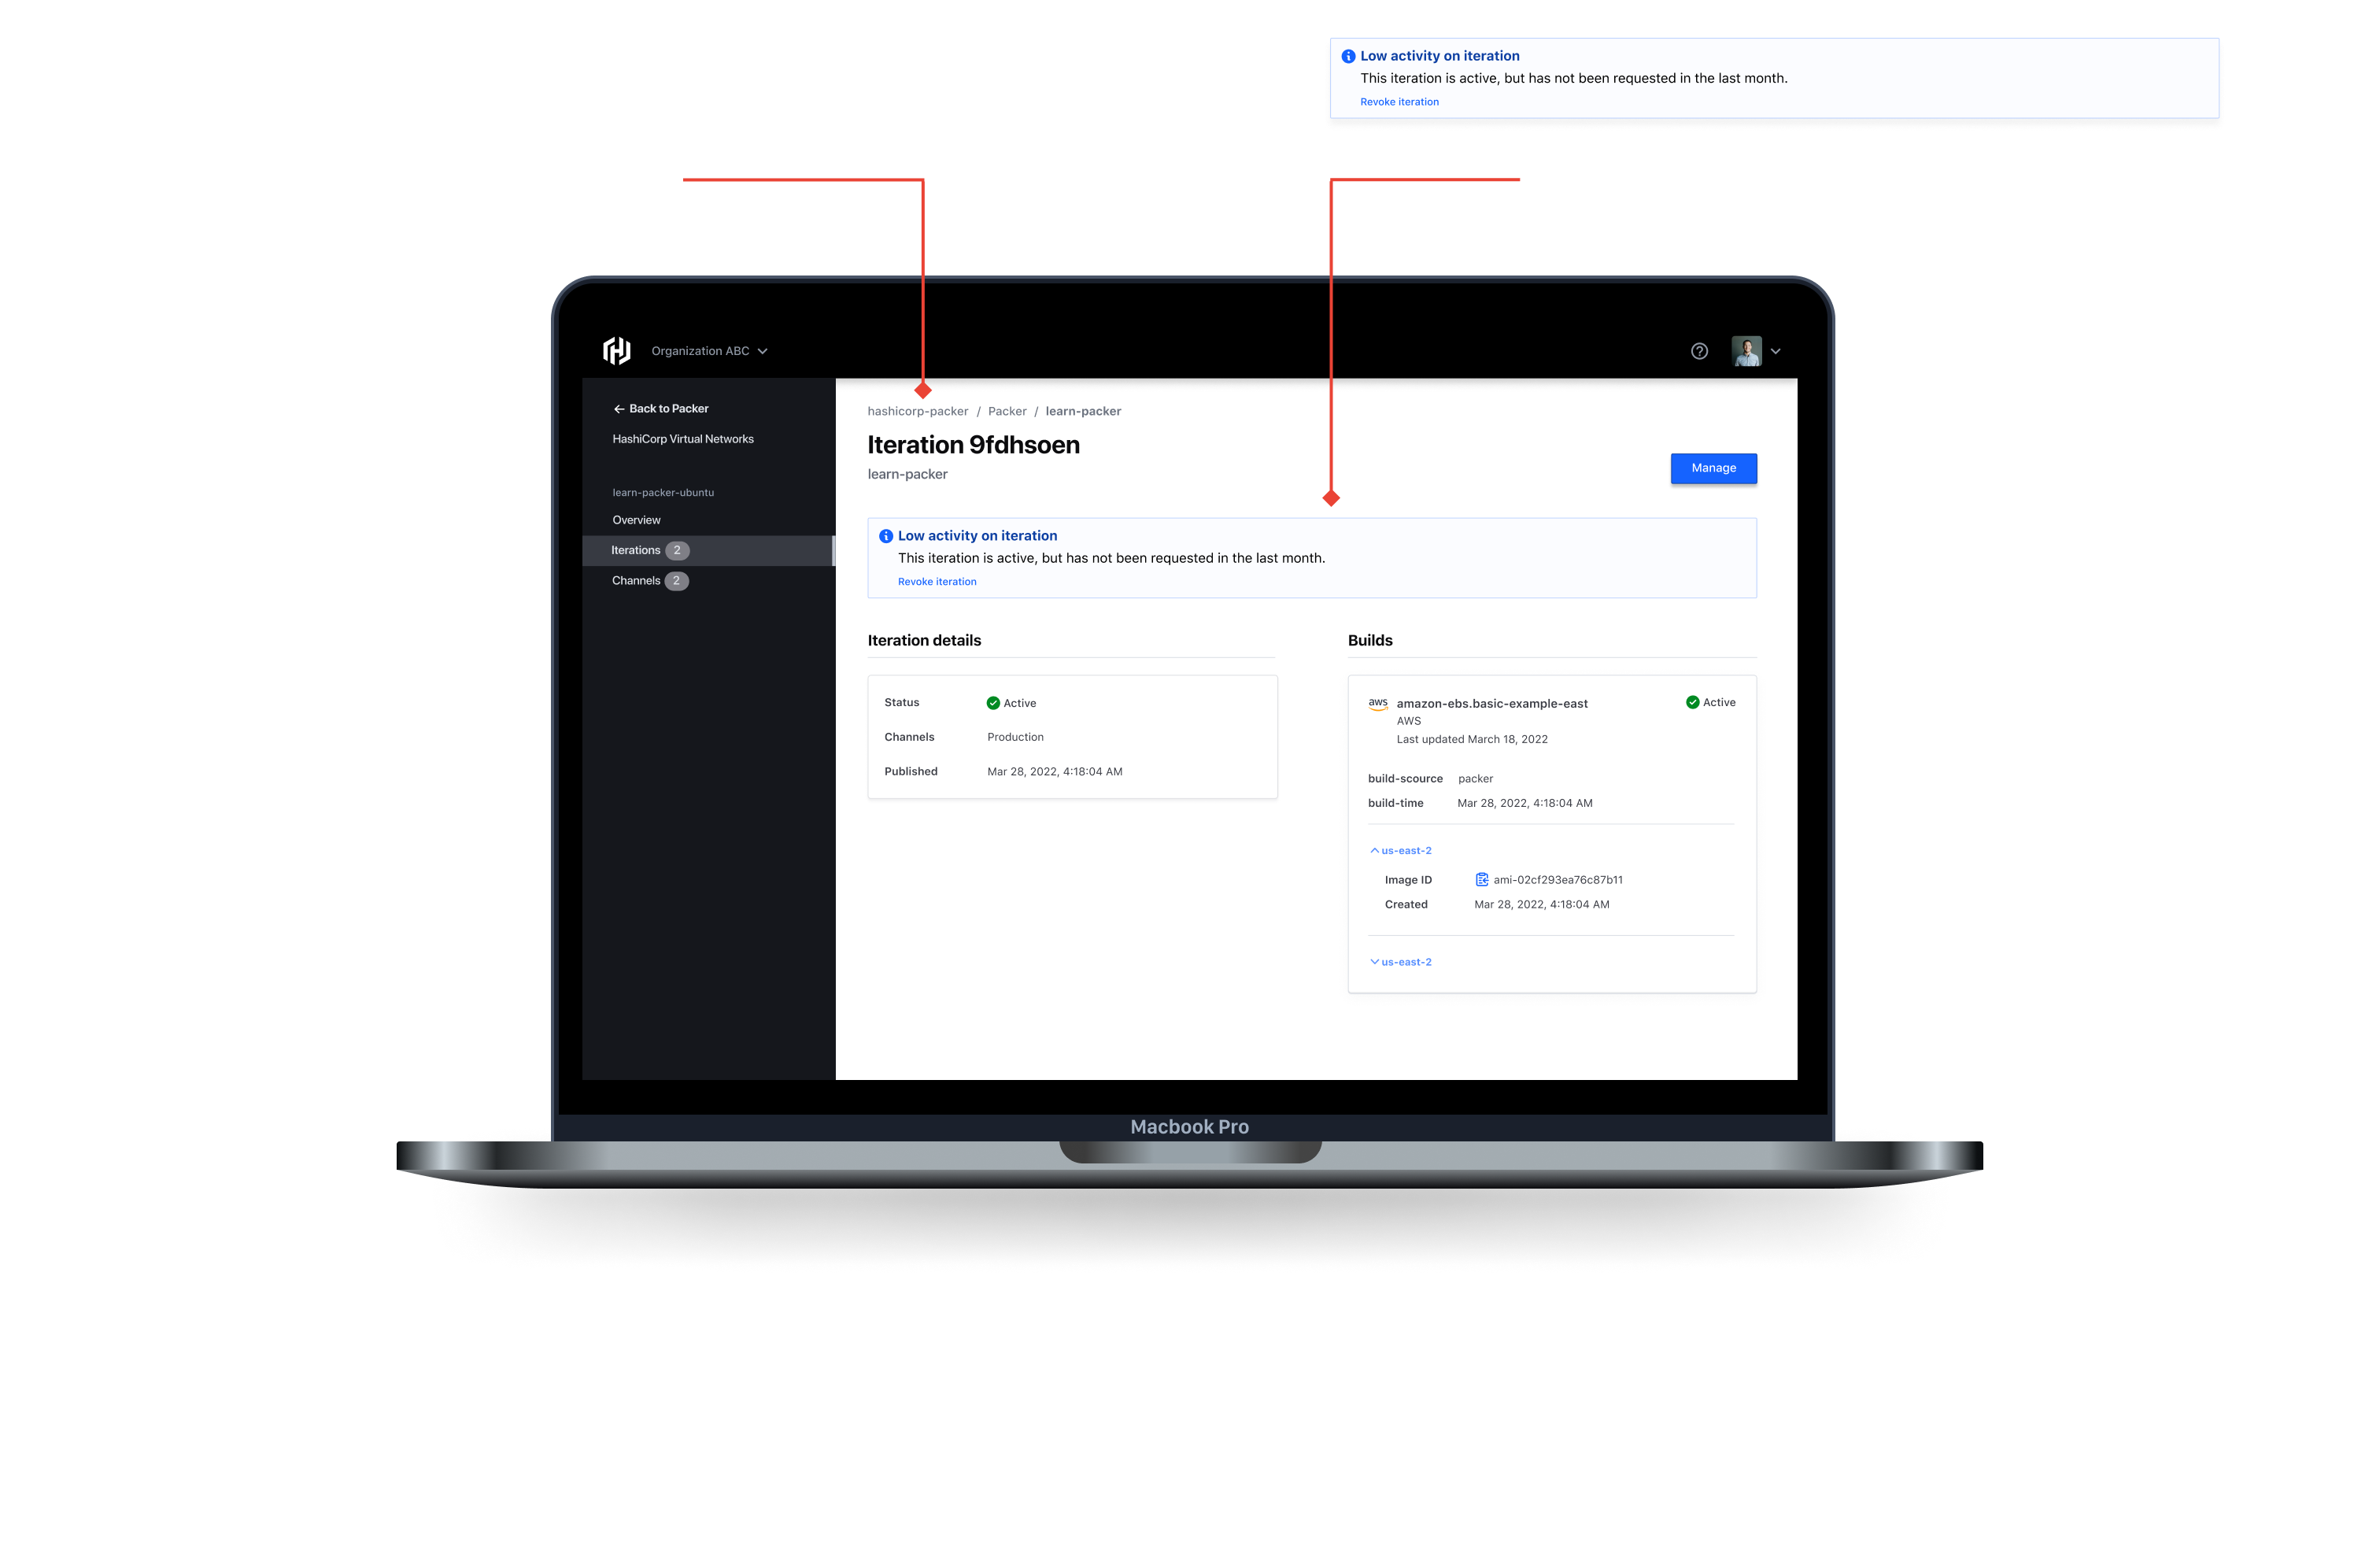 Low activity on iteration
This iteration is active, but has not been requested in the last month.
Revoke iteration
Organization ABC
Back to Packer
HashiCorp Virtual Networks
learn-packer-ubuntu
Overview
Iterations 2
Channels 2
hashicorp-packer / Packer / learn-packer
Iteration 9fdhsoen
learn-packer
Manage
Low activity on iteration
This iteration is active, but has not been requested in the last month.
Revoke iteration
Iteration details
Status Active
Channels Production
Published Mar 28, 2022, 4:18:04 AM
Builds
aws amazon-ebs.basic-example-east Active
AWS
Last updated March 18, 2022
build-scource packer
build-time Mar 28, 2022, 4:18:04 AM
us-east-2
Image ID ami-02cf293ea76c87b11
Created Mar 28, 2022, 4:18:04 AM
us-east-2
Macbook Pro